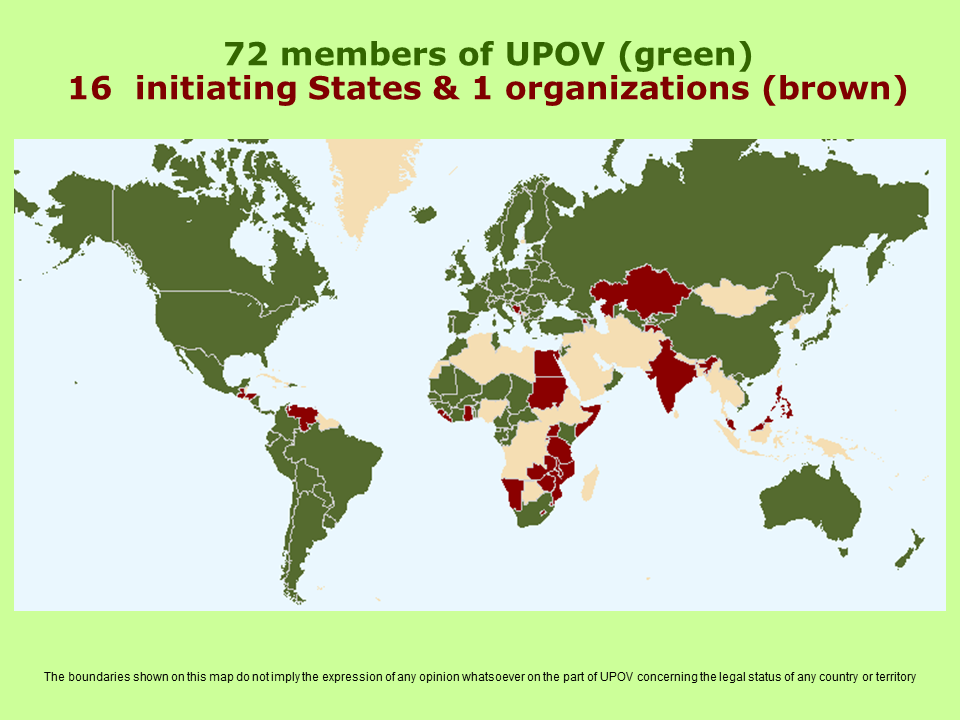 72 members of UPOV (green)
16  initiating States & 1 organizations (brown)
The boundaries shown on this map do not imply the expression of any opinion whatsoever on the part of UPOV concerning the legal status of any country or territory